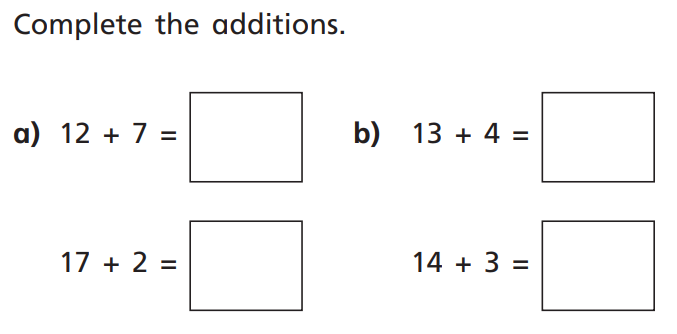 Complete the additions.
a) 12 + 7 =
b) 13 + 4 =
17 + 2 =
14 + 3 =